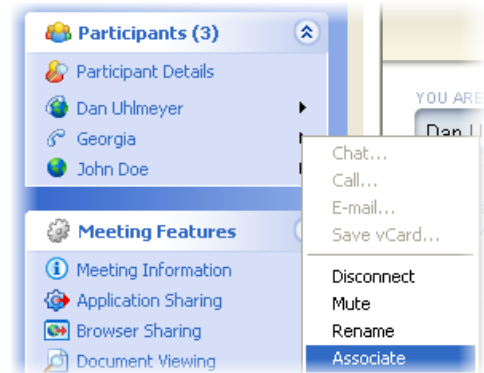 Participants (3)
Participant Details
Dan Uhlmeyer
Georgia
John Doe
Meeting Features
Meeting Information
Application Sharing
Browser Sharing
Document Viewing
YOU ARE
Dan U
Chat...
Call...
E-mail...
Save vCard...
Disconnect
Mute
Rename
Associate